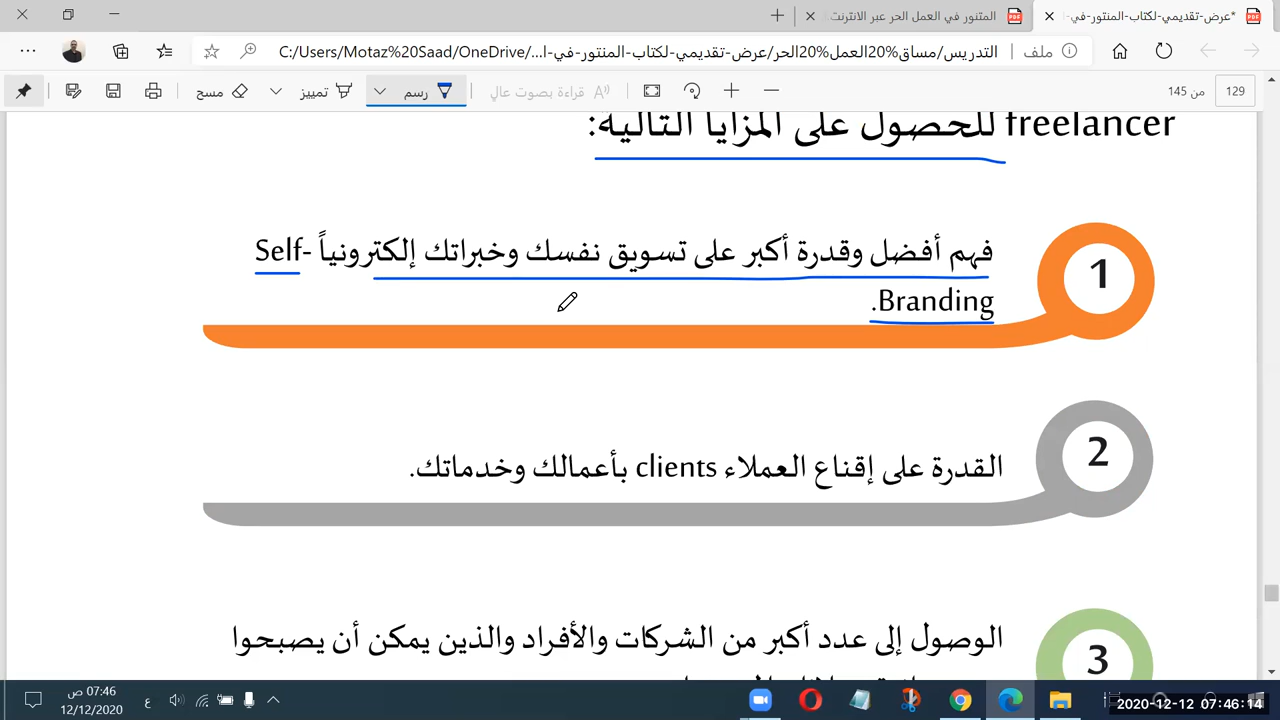 *عرض-تقديمي-لكتاب-المنتور-في-ا
المتنور في العمل الحر عبر الانترنت
ملف
C:/Users/Motaz%20Saad/OneDrive/التدريس/مساق%20العمل%20الحر/عرض-تقديمي-لكتاب-المنتور-في-ا...
129 من 145
قراءة بصوت عالٍ
رسم
تمييز
مسح
freelancer للحصول على المزايا التالية:
1
فهم أفضل وقدرة أكبر على تسويق نفسك وخبراتك إلكترونياً Self-
Branding.
2
القدرة على إقناع العملاء clients بأعمالك وخدماتك.
3
الوصول إلى عدد أكبر من الشركات والأفراد والذين يمكن أن يصبحوا
07:46 ص
12/12/2020
ع
2020-12-12 07:46:14